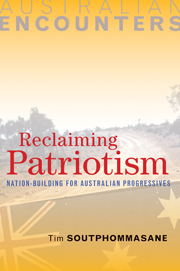 AUSTRALIAN
ENCOUNTERS
Reclaiming
Patriotism
NATION-BUILDING FOR AUSTRALIAN PROGRESSIVES
Tim SOUTPHOMMASANE